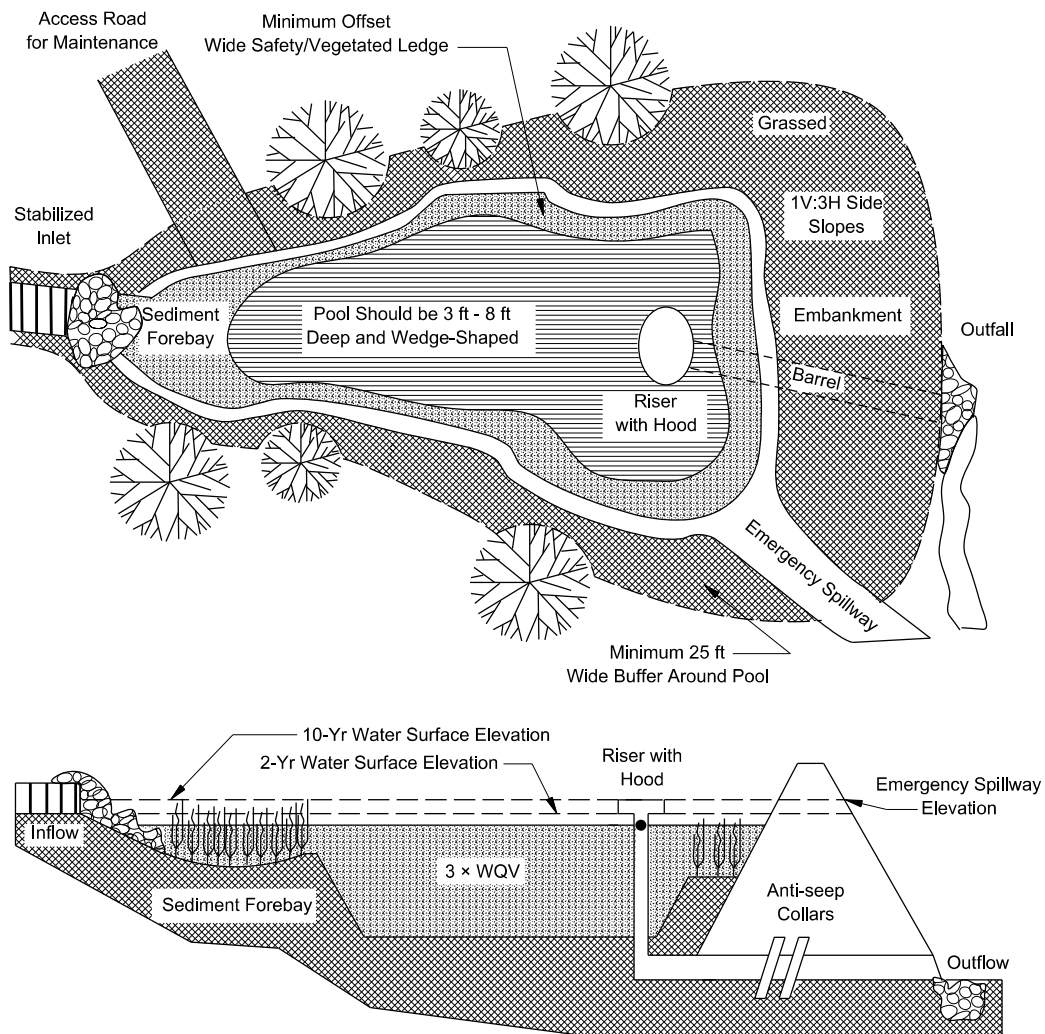 Access Road
for Maintenance
Minimum Offset
Wide Safety/Vegetated Ledge
Grassed
1V:3H Side
Slopes
Stabilized
Inlet
Sediment
Forebay
Pool Should be 3 ft - 8 ft
Deep and Wedge-Shaped
Embankment
Outfall
Barrel
Riser
with Hood
Emergency Spillway
Minimum 25 ft
Wide Buffer Around Pool
10-Yr Water Surface Elevation
2-Yr Water Surface Elevation
Riser with
Hood
Emergency Spillway
Elevation
Inflow
3 × WQV
Sediment Forebay
Anti-seep
Collars
Outflow